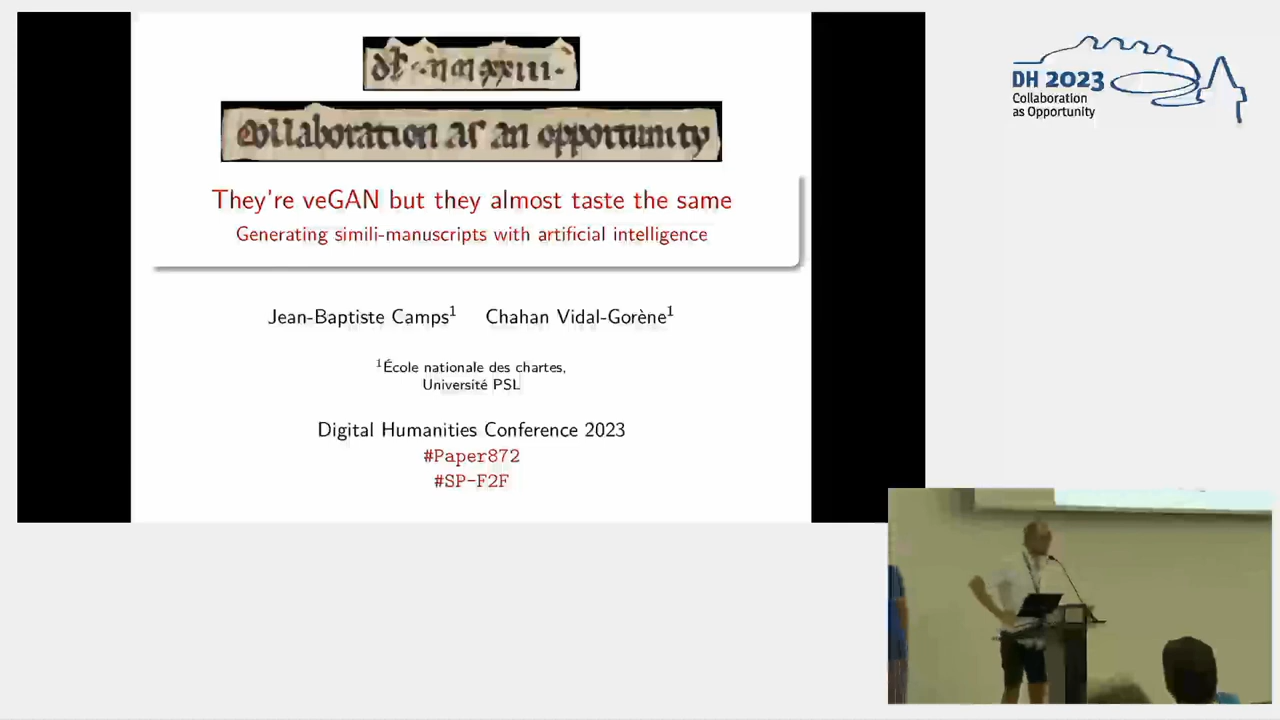 collaboration as an opportunity
They're veGAN but they almost taste the same
Generating simili-manuscripts with artificial intelligence
Jean-Baptiste Camps¹ Chahan Vidal-Gorène¹
¹École nationale des chartes,
Université PSL
Digital Humanities Conference 2023
#Paper872
#SP-F2F
DH 2023
Collaboration
as Opportunity